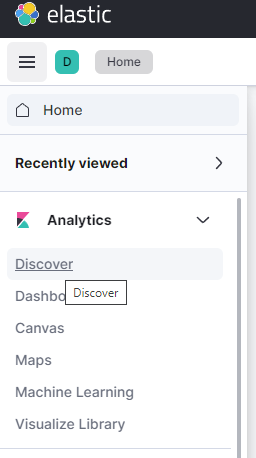 elastic
D Home
Home
Recently viewed
Analytics
Discover
Dashbo
Discover
Canvas
Maps
Machine Learning
Visualize Library